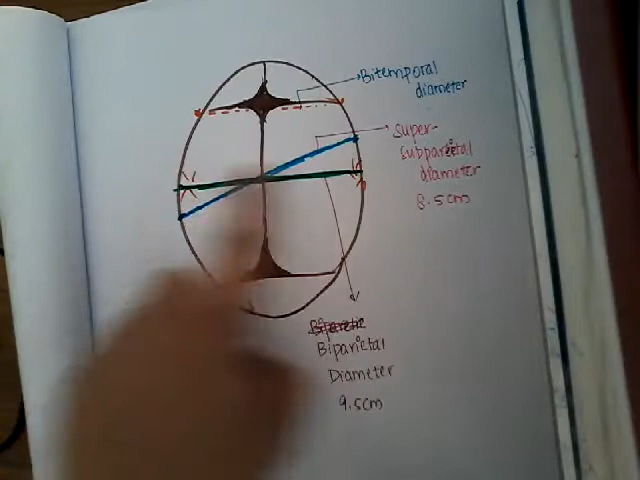 Bitemporal
diameter
super-
subparietal
diameter
8.5cm
Biparietal
Diameter
9.5cm